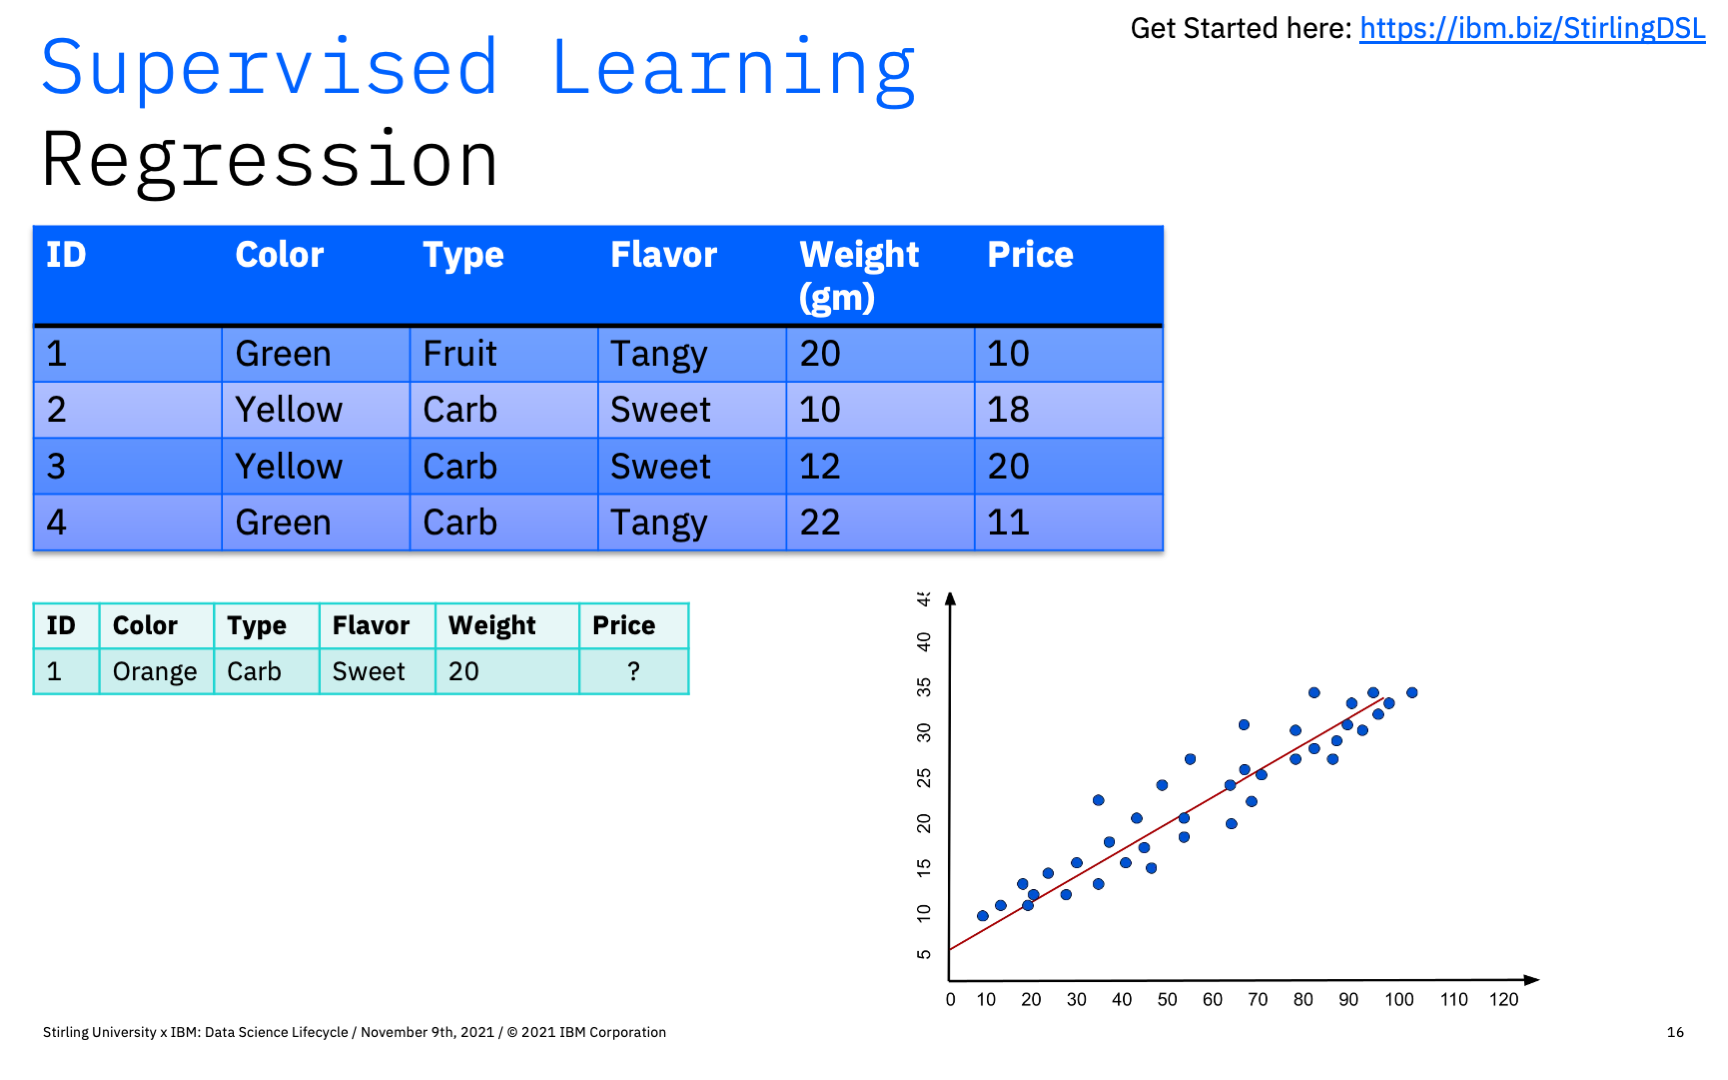 Get Started here: https://ibm.biz/StirlingDSL
Supervised Learning
Regression
ID Color Type Flavor Weight (gm) Price
1 Green Fruit Tangy 20 10
2 Yellow Carb Sweet 10 18
3 Yellow Carb Sweet 12 20
4 Green Carb Tangy 22 11
ID Color Type Flavor Weight Price
1 Orange Carb Sweet 20 ?
40
35
30
25
20
15
10
5
0 10 20 30 40 50 60 70 80 90 100 110 120
Stirling University x IBM: Data Science Lifecycle / November 9th, 2021 / © 2021 IBM Corporation
16